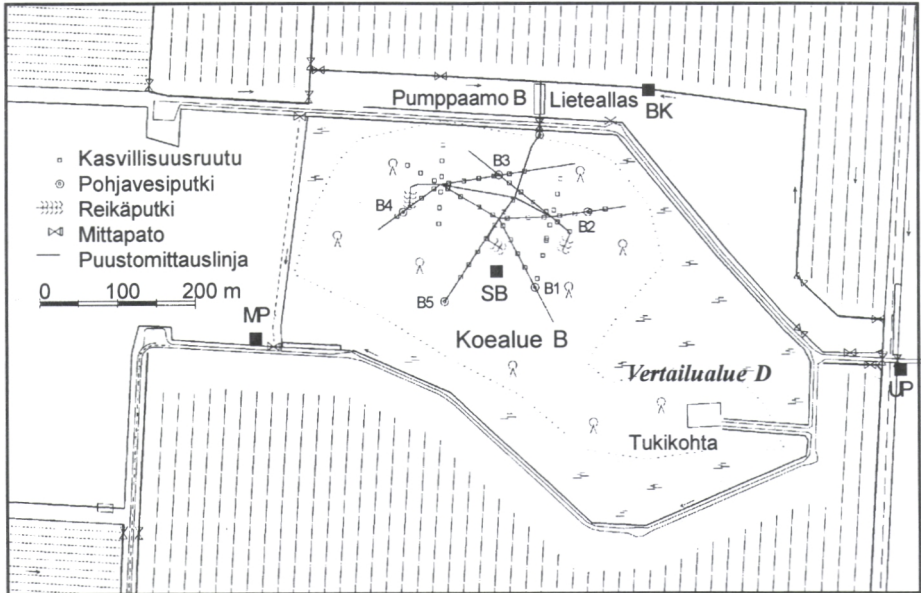 Pumppaamo B
Lieteallas
BK
Kasvillisuusruutu
Pohjavesiputki
Reikäputki
Mittapato
Puustomittauslinja
0 100 200 m
B3
B4
B2
SB
B1
B5
MP
Koealue B
Vertailualue D
UP
Tukikohta